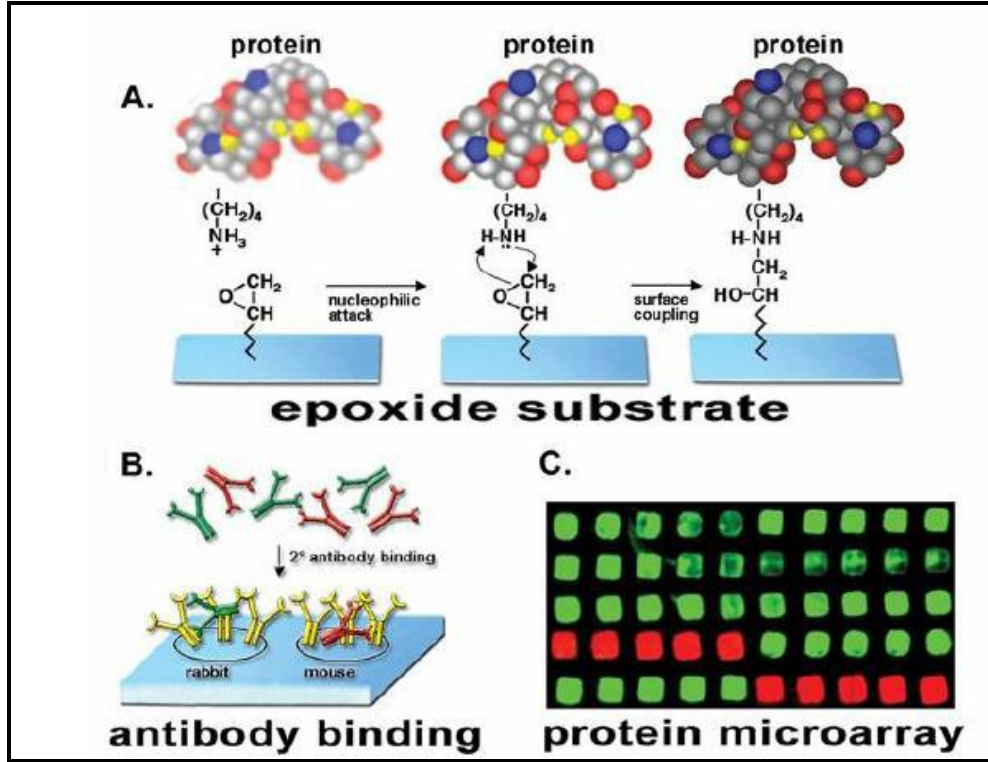 protein
protein
protein
A.
(CH₂)₄
NH₃
+
O
CH₂
CH
nucleophilic
attack
(CH₂)₄
H-NH
..
O
CH₂
CH
surface
coupling
(CH₂)₄
H-NH
CH₂
HO-CH
epoxide substrate
B.
2° antibody binding
rabbit
mouse
antibody binding
C.
protein microarray